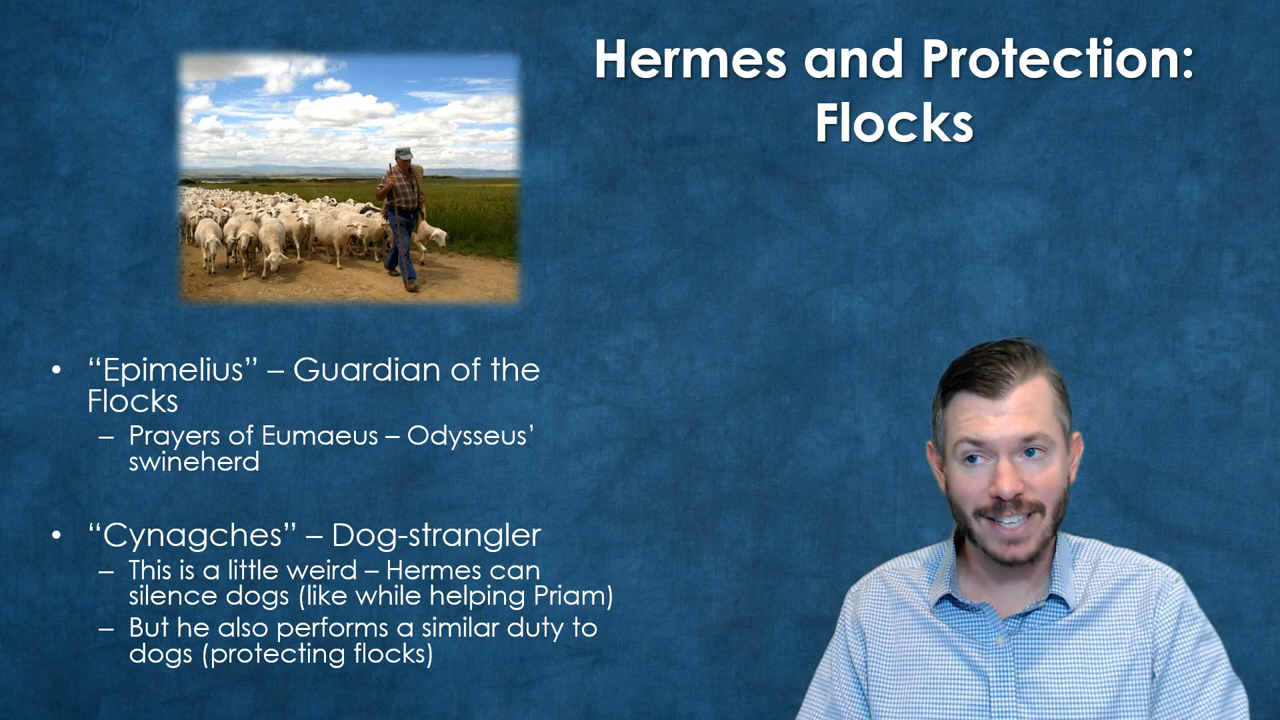 Hermes and Protection:
Flocks
• “Epimelius” – Guardian of the
Flocks
– Prayers of Eumaeus – Odysseus’
swineherd
• “Cynagches” – Dog-strangler
– This is a little weird – Hermes can
silence dogs (like while helping Priam)
– But he also performs a similar duty to
dogs (protecting flocks)